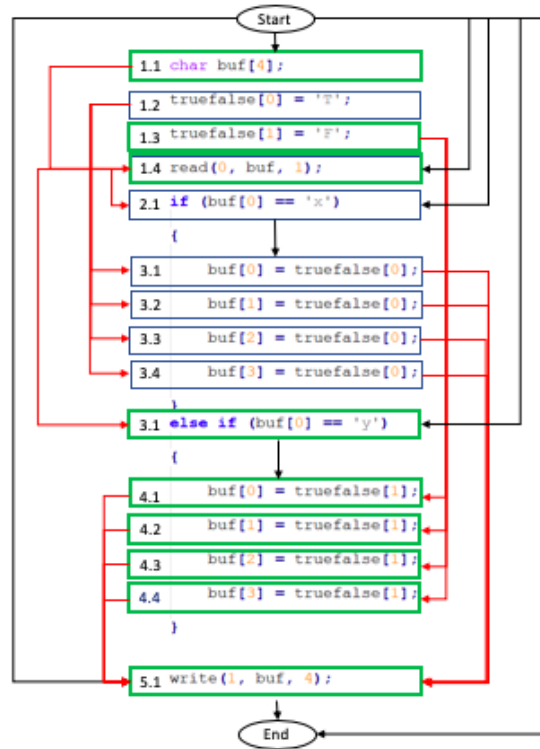 Start
1.1 char buf[4];
1.2 truefalse[0] = 'T';
1.3 truefalse[1] = 'F';
1.4 read(0, buf, 1);
2.1 if (buf[0] == 'x')
{
3.1 buf[0] = truefalse[0];
3.2 buf[1] = truefalse[0];
3.3 buf[2] = truefalse[0];
3.4 buf[3] = truefalse[0];
}
3.1 else if (buf[0] == 'y')
{
4.1 buf[0] = truefalse[1];
4.2 buf[1] = truefalse[1];
4.3 buf[2] = truefalse[1];
4.4 buf[3] = truefalse[1];
}
5.1 write(1, buf, 4);
End